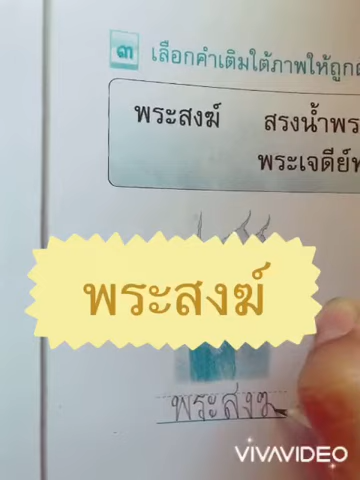 ๓ เลือกคำเติมใต้ภาพให้ถูก
พระสงฆ์ สรงน้ำพร
พระเจดีย์ท
พระสงฆ์
พระสงฆ
VIVAVIDEO